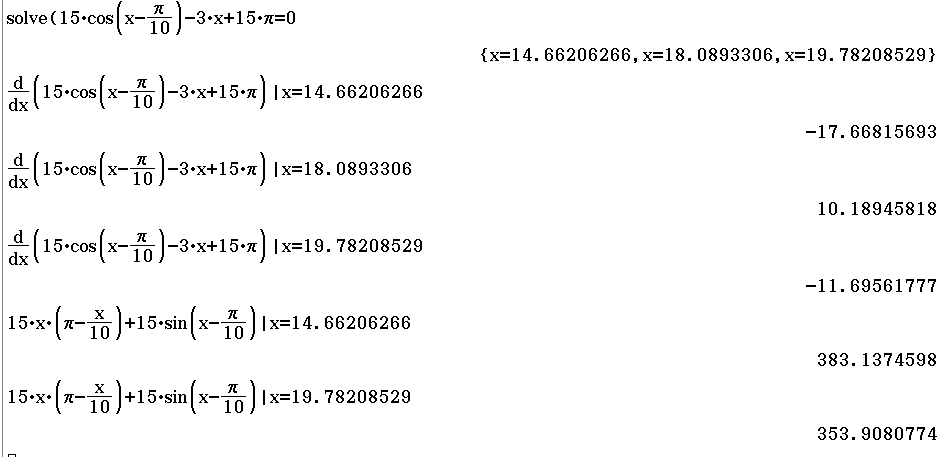 solve(15·cos(x-π/10)-3·x+15·π=0
{x=14.66206266,x=18.0893306,x=19.78208529}
d/dx(15·cos(x-π/10)-3·x+15·π)|x=14.66206266
-17.66815693
d/dx(15·cos(x-π/10)-3·x+15·π)|x=18.0893306
10.18945818
d/dx(15·cos(x-π/10)-3·x+15·π)|x=19.78208529
-11.69561777
15·x·(π-x/10)+15·sin(x-π/10)|x=14.66206266
383.1374598
15·x·(π-x/10)+15·sin(x-π/10)|x=19.78208529
353.9080774